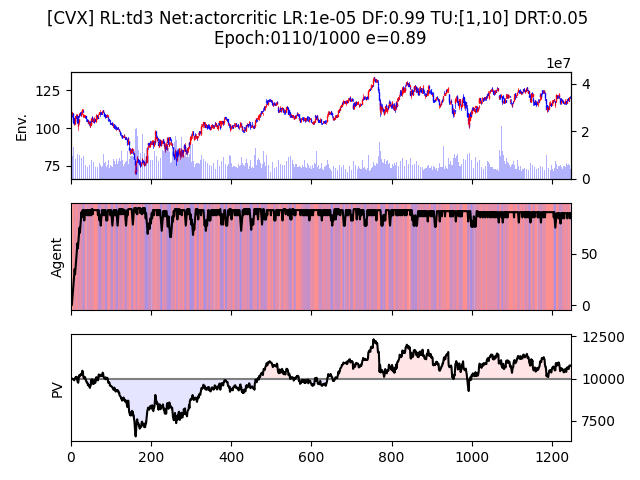 [CVX] RL:td3 Net:actorcritic LR:1e-05 DF:0.99 TU:[1,10] DRT:0.05
Epoch:0110/1000 e=0.89
1e7
125
100
75
Env.
4
2
0
Agent
50
0
PV
12500
10000
7500
0 200 400 600 800 1000 1200